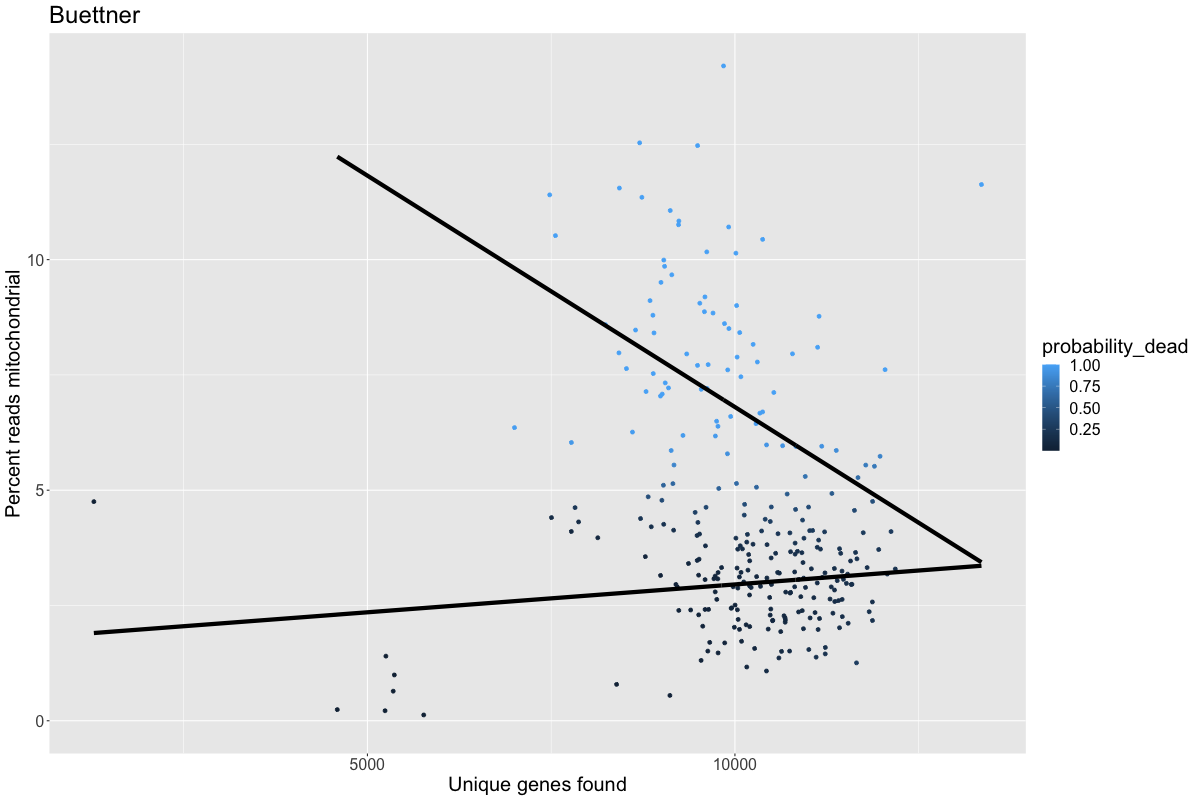 Buettner
Percent reads mitochondrial
10
5
0
5000 10000
Unique genes found
probability_dead
1.00
0.75
0.50
0.25